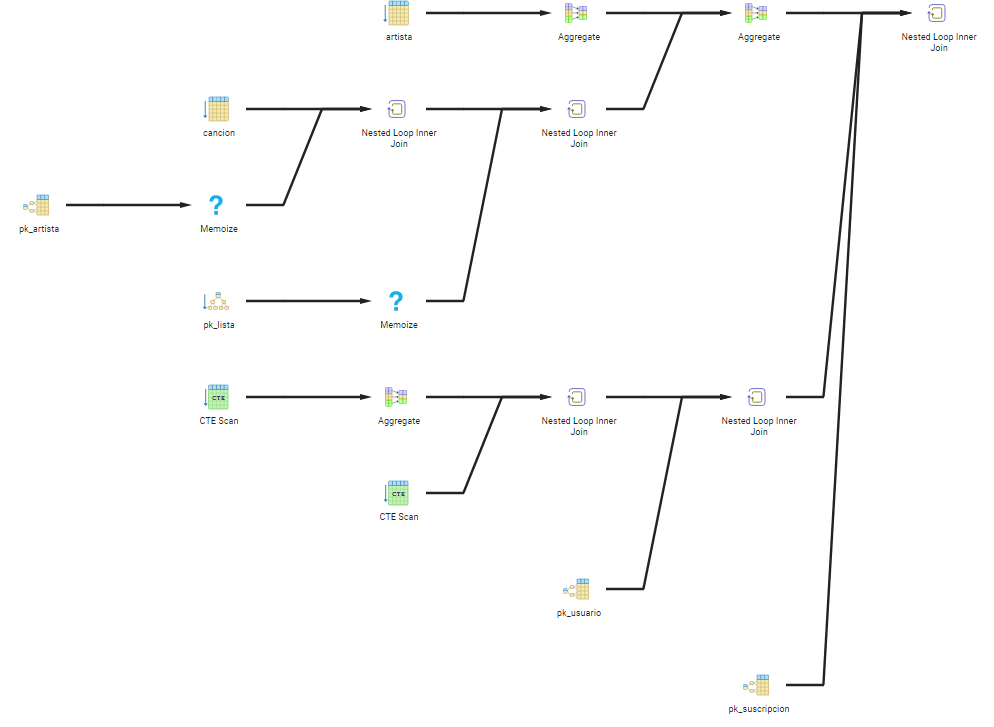 artista
Aggregate
Aggregate
Nested Loop Inner
Join
cancion
Nested Loop Inner
Join
Nested Loop Inner
Join
?
pk_artista
Memoize
?
pk_lista
Memoize
CTE
CTE Scan
Aggregate
Nested Loop Inner
Join
Nested Loop Inner
Join
CTE
CTE Scan
pk_usuario
pk_suscripcion